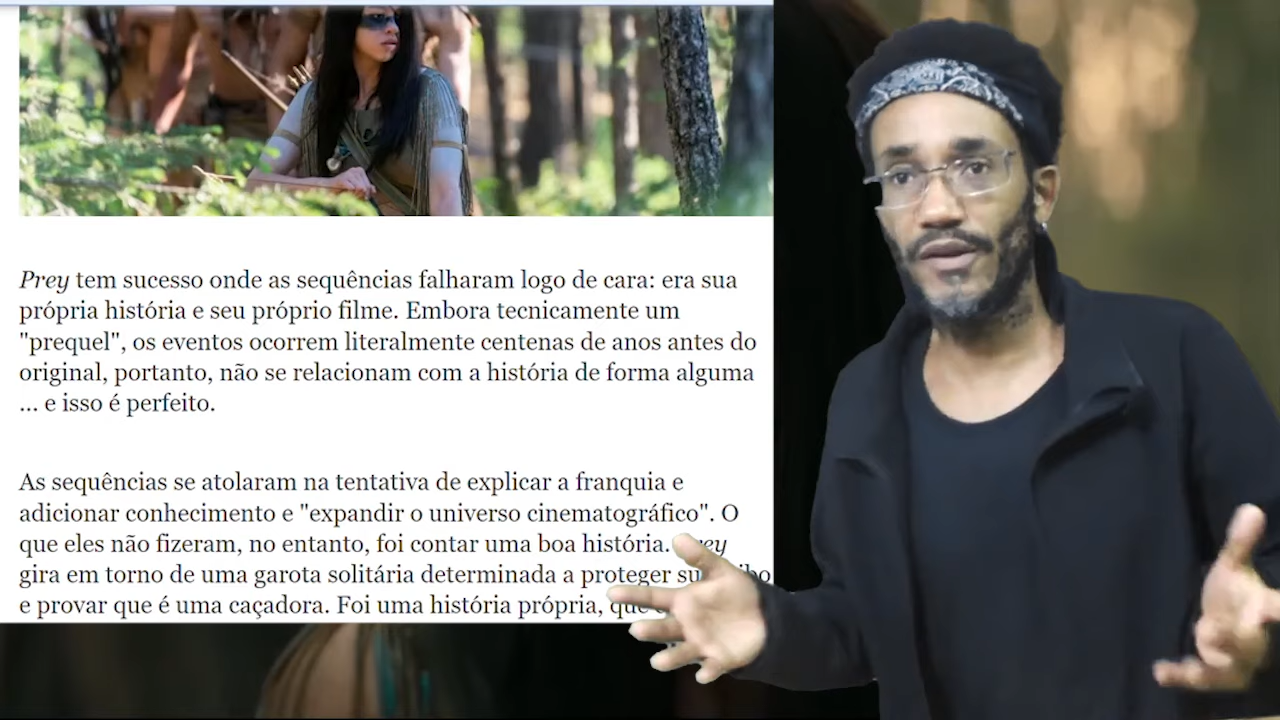 Prey tem sucesso onde as sequências falharam logo de cara: era sua
própria história e seu próprio filme. Embora tecnicamente um
"prequel", os eventos ocorrem literalmente centenas de anos antes do
original, portanto, não se relacionam com a história de forma alguma
... e isso é perfeito.
As sequências se atolaram na tentativa de explicar a franquia e
adicionar conhecimento e "expandir o universo cinematográfico". O
que eles não fizeram, no entanto, foi contar uma boa história.
gira em torno de uma garota solitária determinada a proteger
e provar que é uma caçadora. Foi uma história própria,